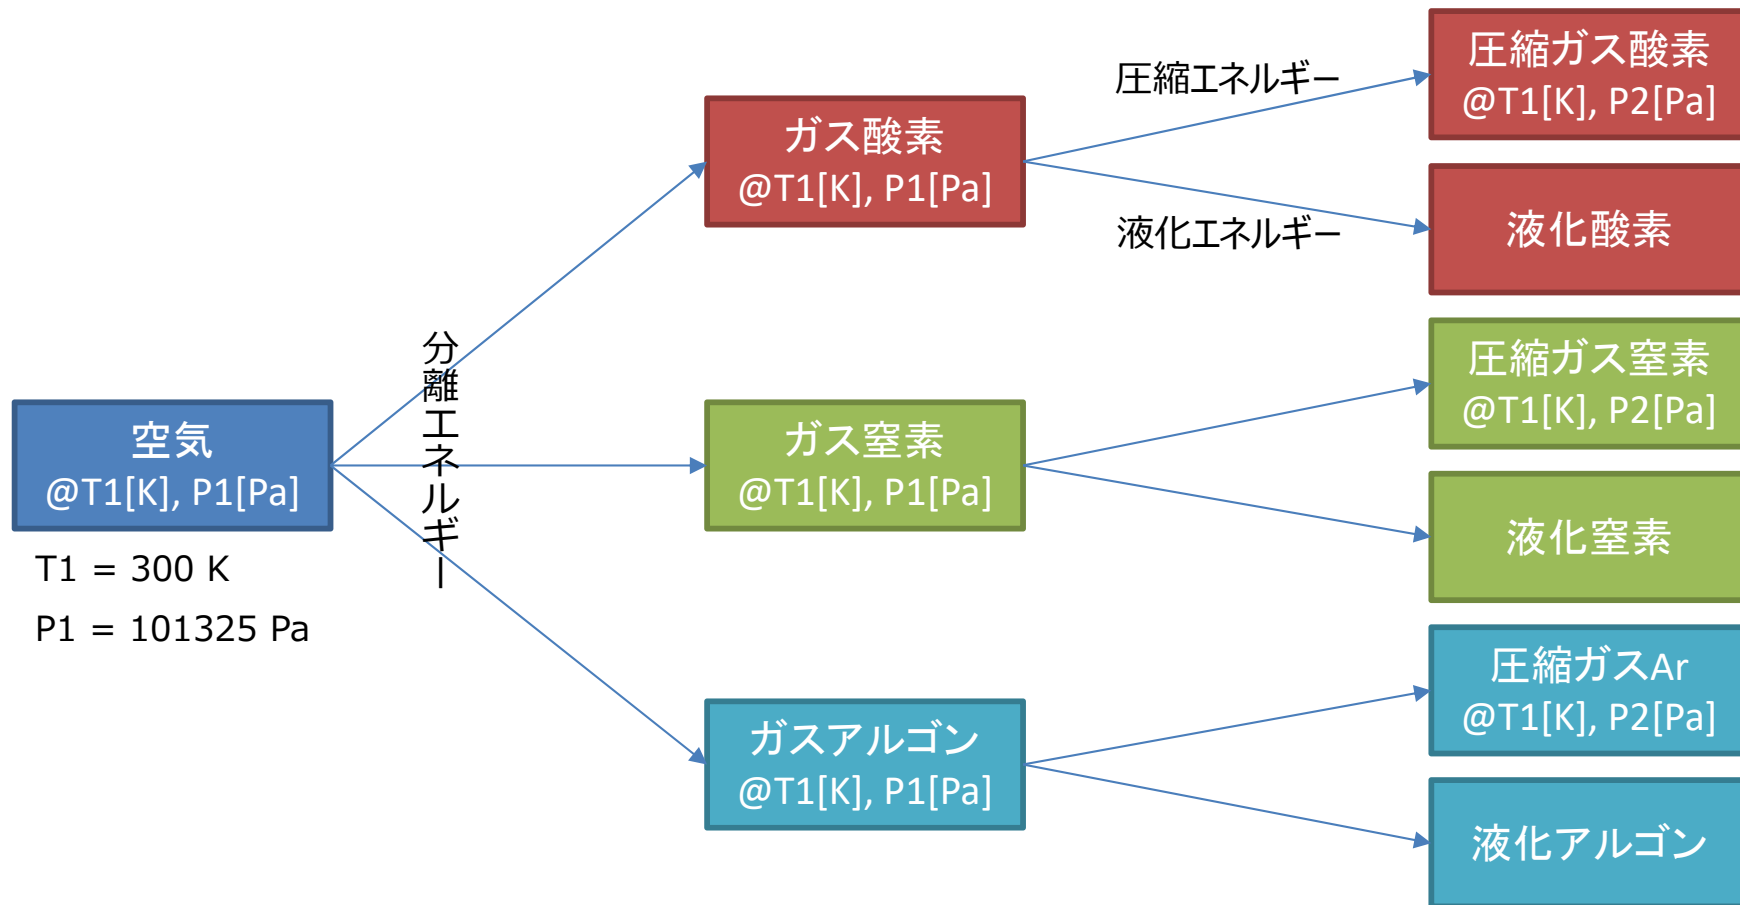 空気
@T1[K], P1[Pa]
T1 = 300 K
P1 = 101325 Pa
分離エネルギー
ガス酸素
@T1[K], P1[Pa]
ガス窒素
@T1[K], P1[Pa]
ガスアルゴン
@T1[K], P1[Pa]
圧縮エネルギー
液化エネルギー
圧縮ガス酸素
@T1[K], P2[Pa]
液化酸素
圧縮ガス窒素
@T1[K], P2[Pa]
液化窒素
圧縮ガスAr
@T1[K], P2[Pa]
液化アルゴン